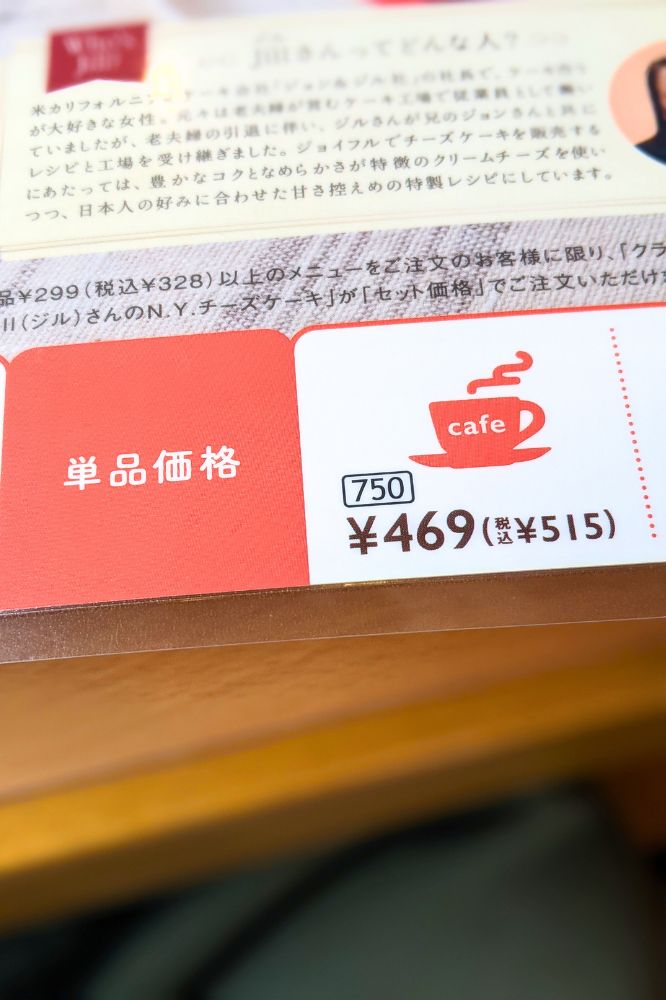 Who's
Jill
Jillさんってどんな人?
米カリフォルニア ケーキ会社「ジョン&ジル社」の社長で、ケーキ作り
が大好きな女性。元々は老夫婦が営むケーキ工場で従業員として働い
ていましたが、老夫婦の引退に伴い、ジルさんが兄のジョンさんと共に
レシピと工場を受け継ぎました。ジョイフルでチーズケーキを販売する
にあたっては、豊かなコクとなめらかさが特徴のクリームチーズを使い
つつ、日本人の好みに合わせた甘さ控えめの特製レシピにしています。
品¥299(税込¥328)以上のメニューをご注文のお客様に限り、「クラ
ll(ジル)さんのN.Y.チーズケーキ」が「セット価格」でご注文いただけ
単品価格
cafe
750
¥469(税込¥515)